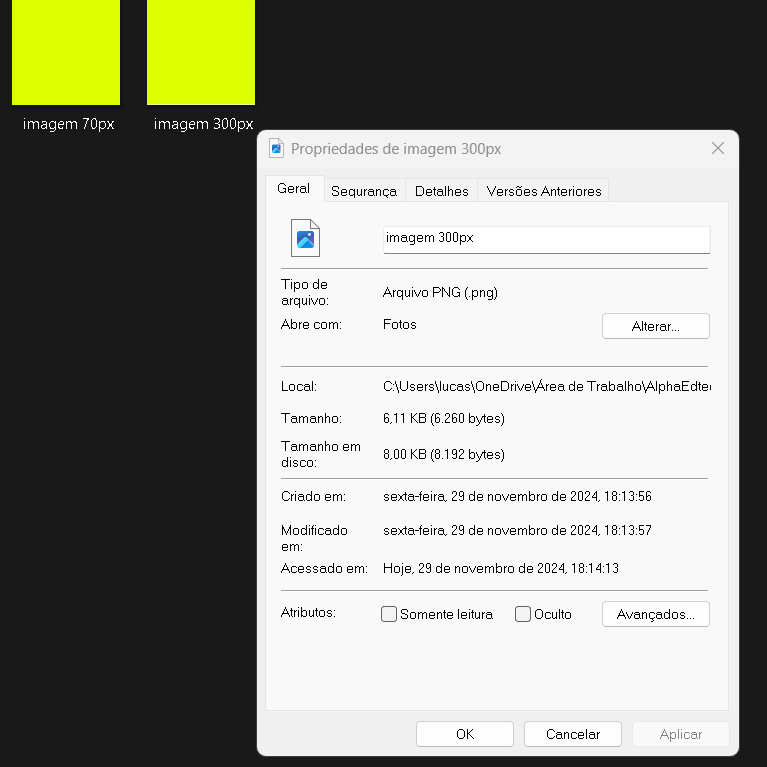 imagem 70px
imagem 300px
Propriedades de imagem 300px
Geral
Segurança
Detalhes
Versões Anteriores
imagem 300px
Tipo de
arquivo:
Arquivo PNG (.png)
Abre com:
Fotos
Alterar...
Local:
C:\Users\lucas\OneDrive\Área de Trabalho\AlphaEdtec
Tamanho:
6,11 KB (6.260 bytes)
Tamanho em
disco:
8,00 KB (8.192 bytes)
Criado em:
sexta-feira, 29 de novembro de 2024, 18:13:56
Modificado
em:
sexta-feira, 29 de novembro de 2024, 18:13:57
Acessado em:
Hoje, 29 de novembro de 2024, 18:14:13
Atributos:
Somente leitura
Oculto
Avançados...
OK
Cancelar
Aplicar